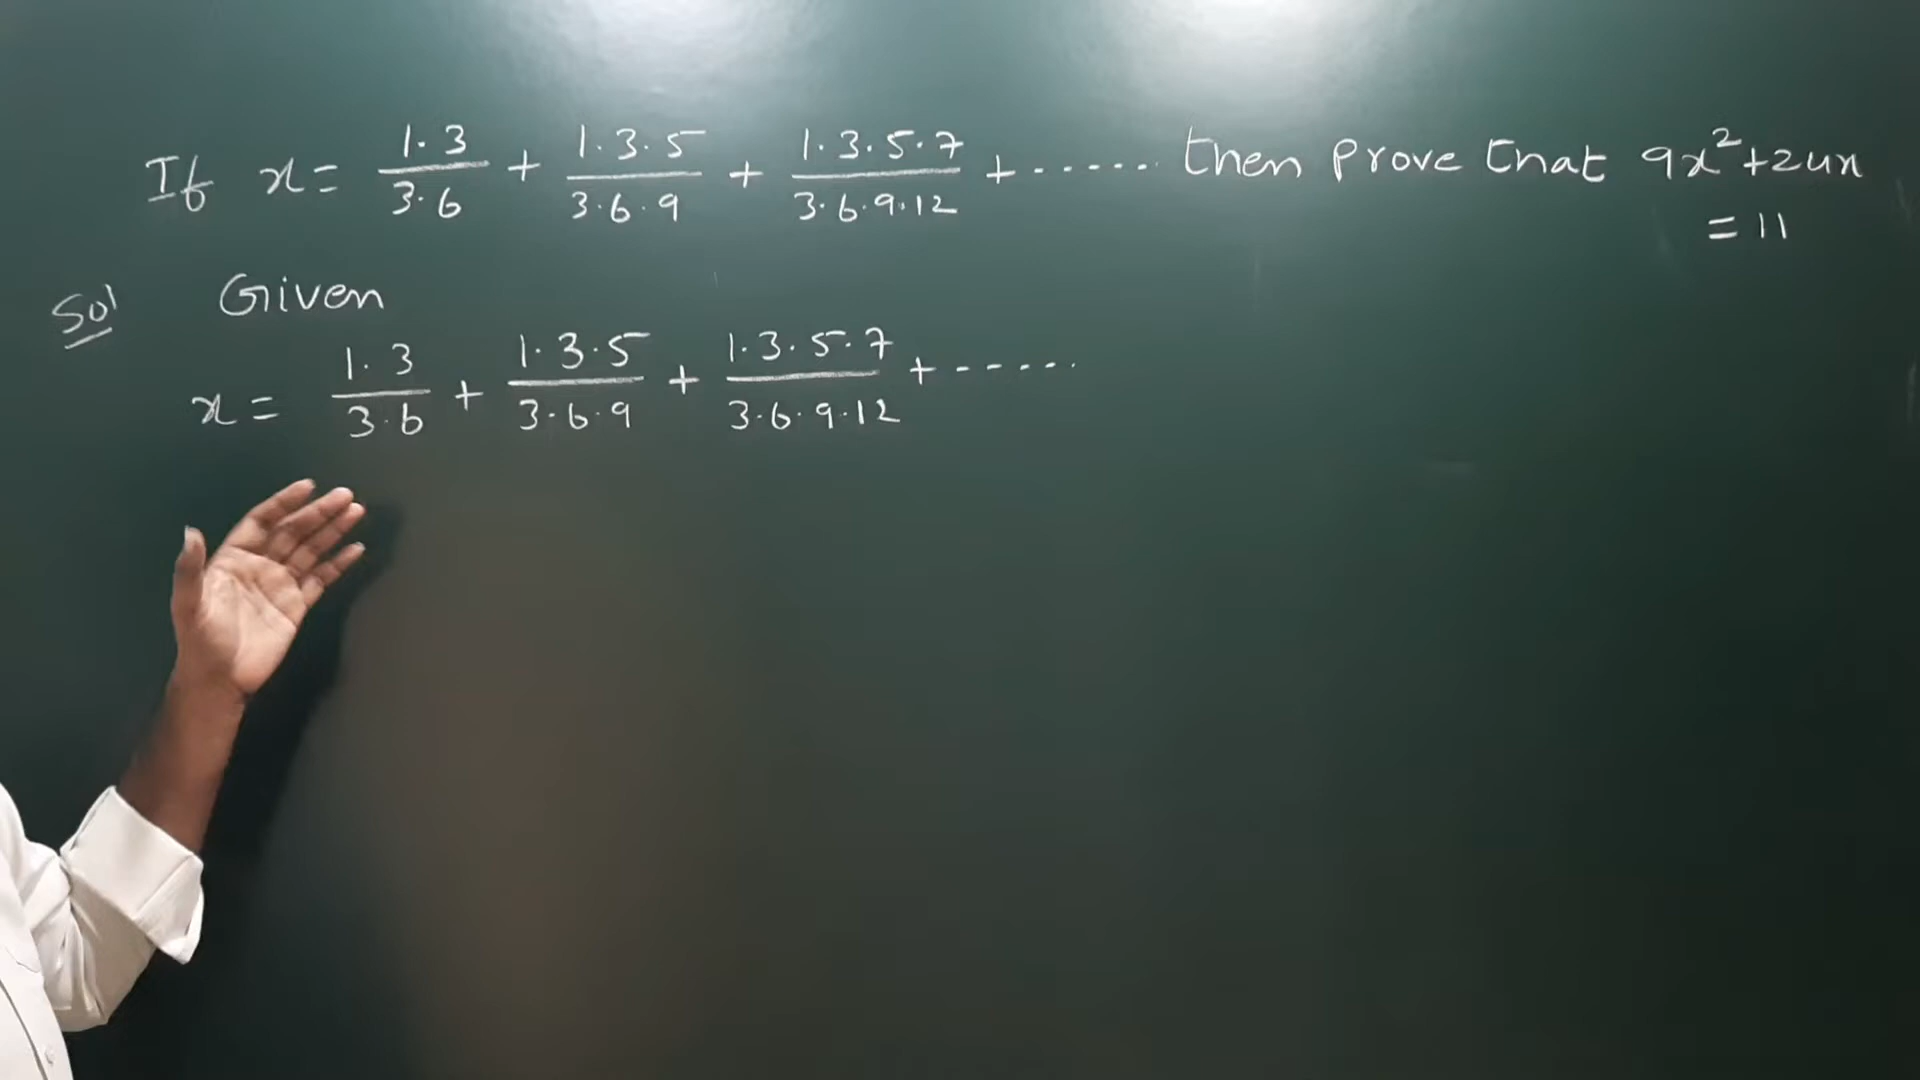 If x = 1·3/3·6 + 1·3·5/3·6·9 + 1·3·5·7/3·6·9·12 + ...... then prove that 9x²+24x
= 11
Sol Given
x = 1·3/3·6 + 1·3·5/3·6·9 + 1·3·5·7/3·6·9·12 + ......